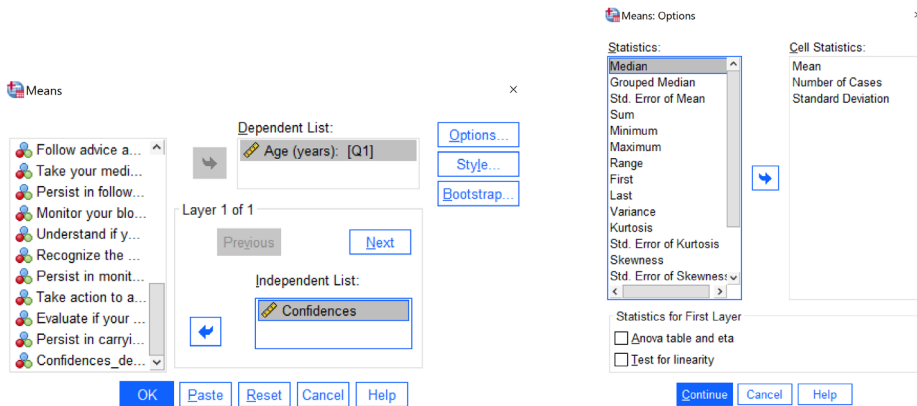 Means
Follow advice a...
Take your medi...
Persist in follow...
Monitor your blo...
Understand if y...
Recognize the ...
Persist in monit...
Take action to a...
Evaluate if your ...
Persist in carryi...
Confidences_de...
Dependent List:
Age (years): [Q1]
Options...
Style...
Bootstrap...
Layer 1 of 1
Previous
Next
Independent List:
Confidences
OK
Paste
Reset
Cancel
Help
Means: Options
Statistics:
Median
Grouped Median
Std. Error of Mean
Sum
Minimum
Maximum
Range
First
Last
Variance
Kurtosis
Std. Error of Kurtosis
Skewness
Std. Error of Skewness
Cell Statistics:
Mean
Number of Cases
Standard Deviation
Statistics for First Layer
Anova table and eta
Test for linearity
Continue
Cancel
Help